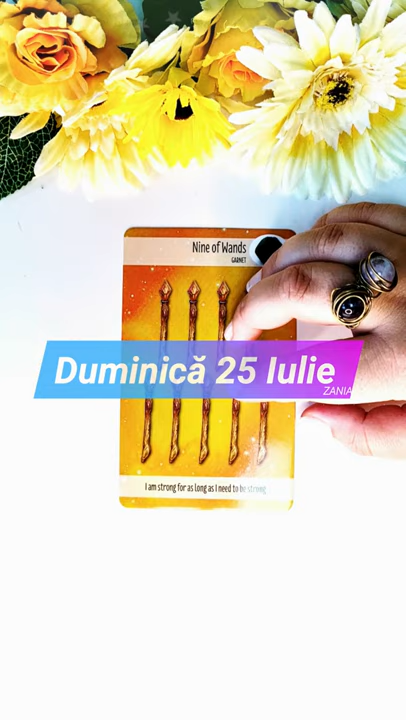 Nine of Wands
GARNET
Duminică 25 Iulie
ZANIA
I am strong for as long as I need to be strong